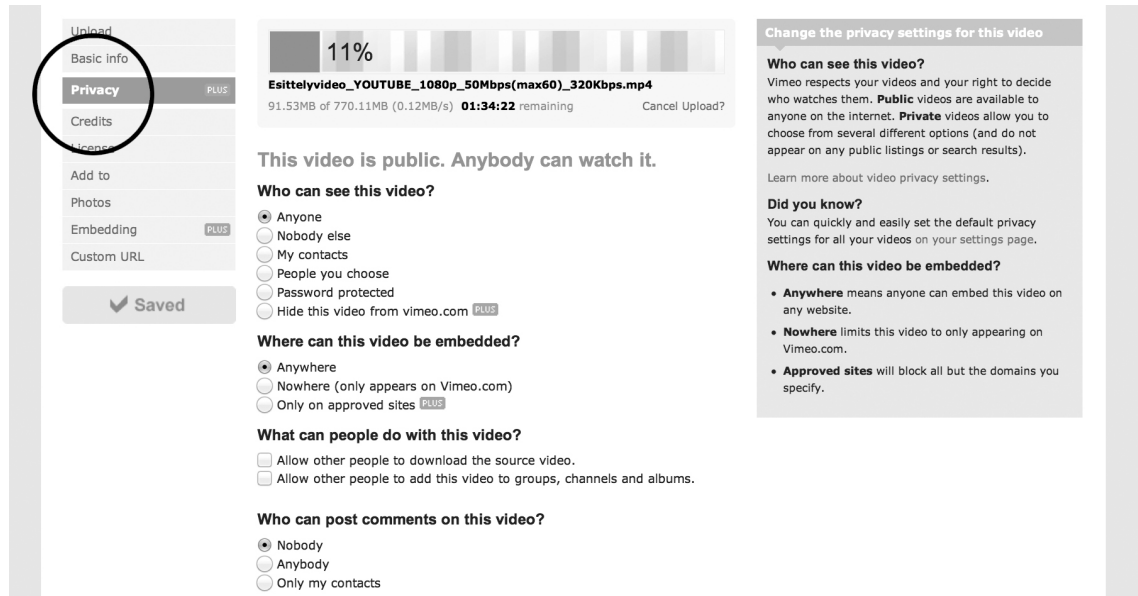 Upload
Basic info
Privacy PLUS
Credits
License
Add to
Photos
Embedding PLUS
Custom URL
Saved
11%
Esittelyvideo_YOUTUBE_1080p_50Mbps(max60)_320Kbps.mp4
91.53MB of 770.11MB (0.12MB/s) 01:34:22 remaining Cancel Upload?
This video is public. Anybody can watch it.
Who can see this video?
Anyone
Nobody else
My contacts
People you choose
Password protected
Hide this video from vimeo.com PLUS
Where can this video be embedded?
Anywhere
Nowhere (only appears on Vimeo.com)
Only on approved sites PLUS
What can people do with this video?
Allow other people to download the source video.
Allow other people to add this video to groups, channels and albums.
Who can post comments on this video?
Nobody
Anybody
Only my contacts
Change the privacy settings for this video
Who can see this video?
Vimeo respects your videos and your right to decide
who watches them. Public videos are available to
anyone on the internet. Private videos allow you to
choose from several different options (and do not
appear on any public listings or search results).
Learn more about video privacy settings.
Did you know?
You can quickly and easily set the default privacy
settings for all your videos on your settings page.
Where can this video be embedded?
• Anywhere means anyone can embed this video on
any website.
• Nowhere limits this video to only appearing on
Vimeo.com.
• Approved sites will block all but the domains you
specify.